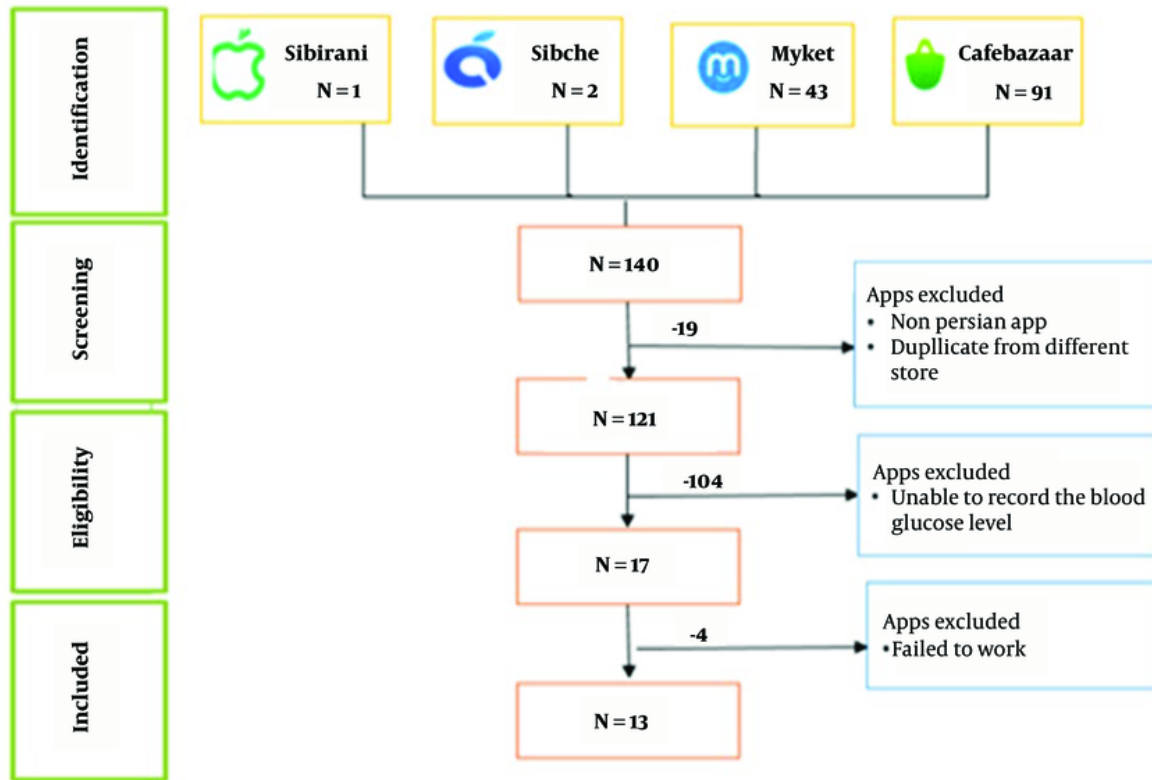 Identification
Sibirani
N = 1
Sibche
N = 2
Myket
N = 43
Cafebazaar
N = 91
Screening
N = 140
-19
Apps excluded
• Non persian app
• Dupllicate from different
store
N = 121
Eligibility
-104
Apps excluded
• Unable to record the blood
glucose level
N = 17
Included
-4
Apps excluded
•Failed to work
N = 13